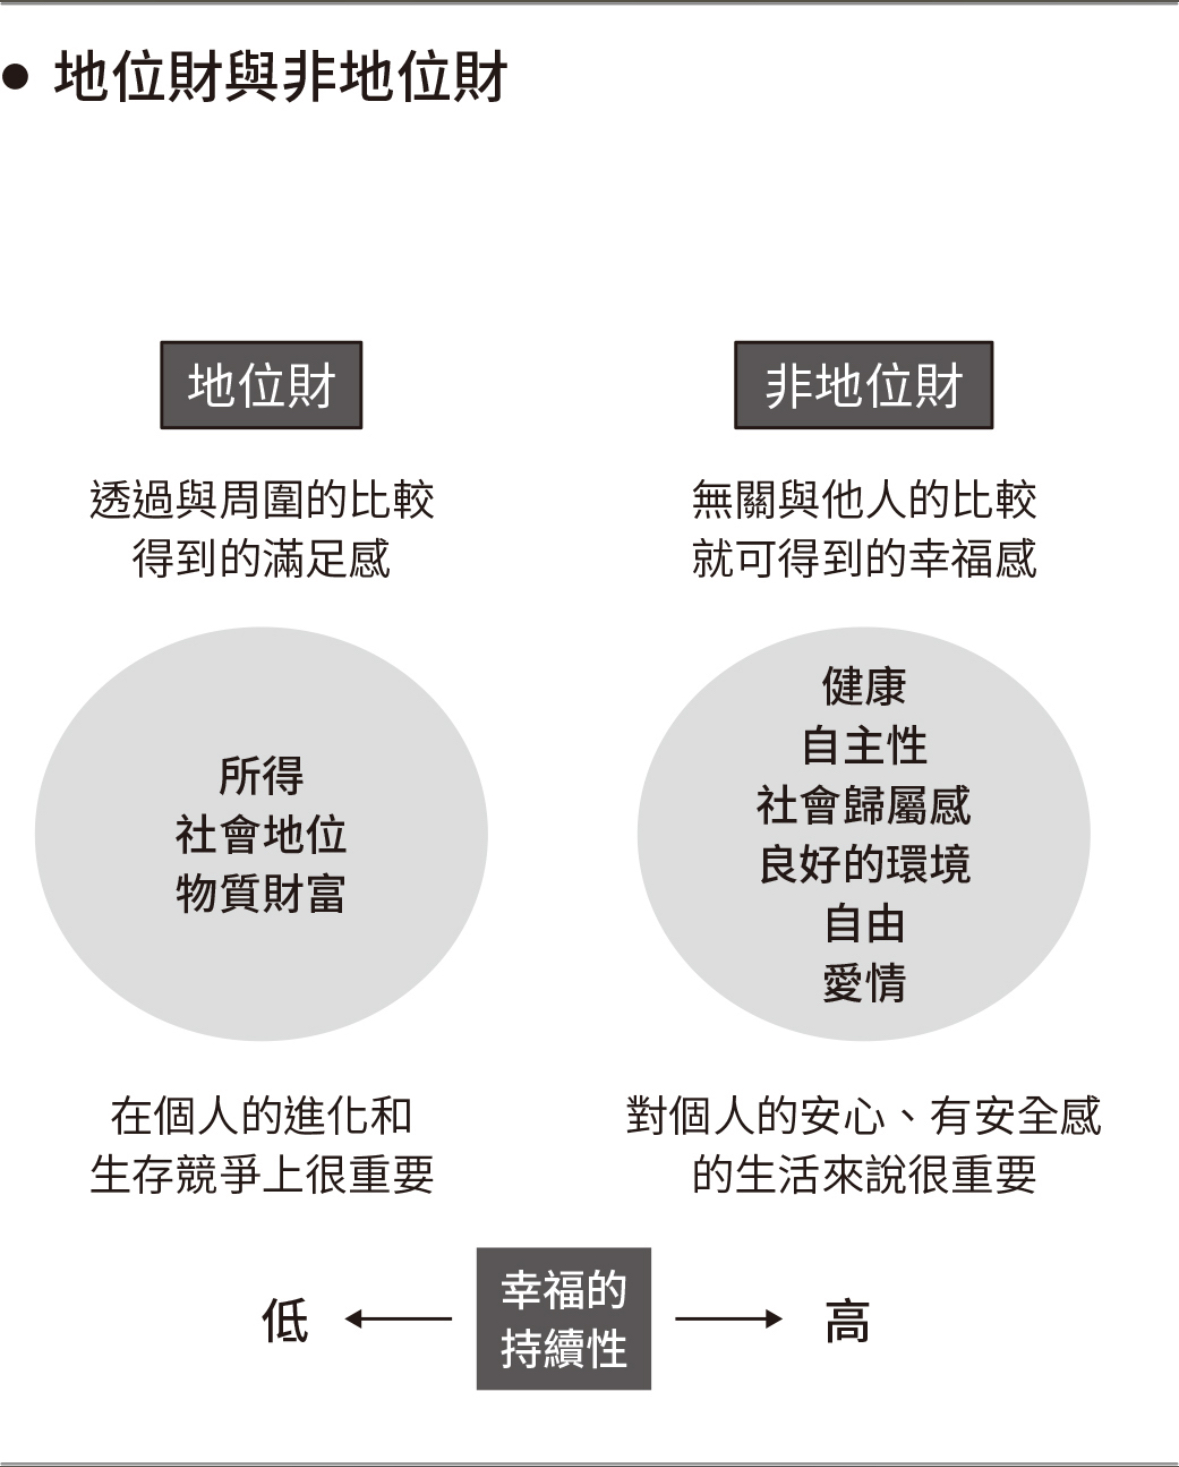 ● 地位財與非地位財
地位財
透過與周圍的比較
得到的滿足感
所得
社會地位
物質財富
在個人的進化和
生存競爭上很重要
非地位財
無關與他人的比較
就可得到的幸福感
健康
自主性
社會歸屬感
良好的環境
自由
愛情
對個人的安心、有安全感
的生活來說很重要
低
幸福的
持續性
高